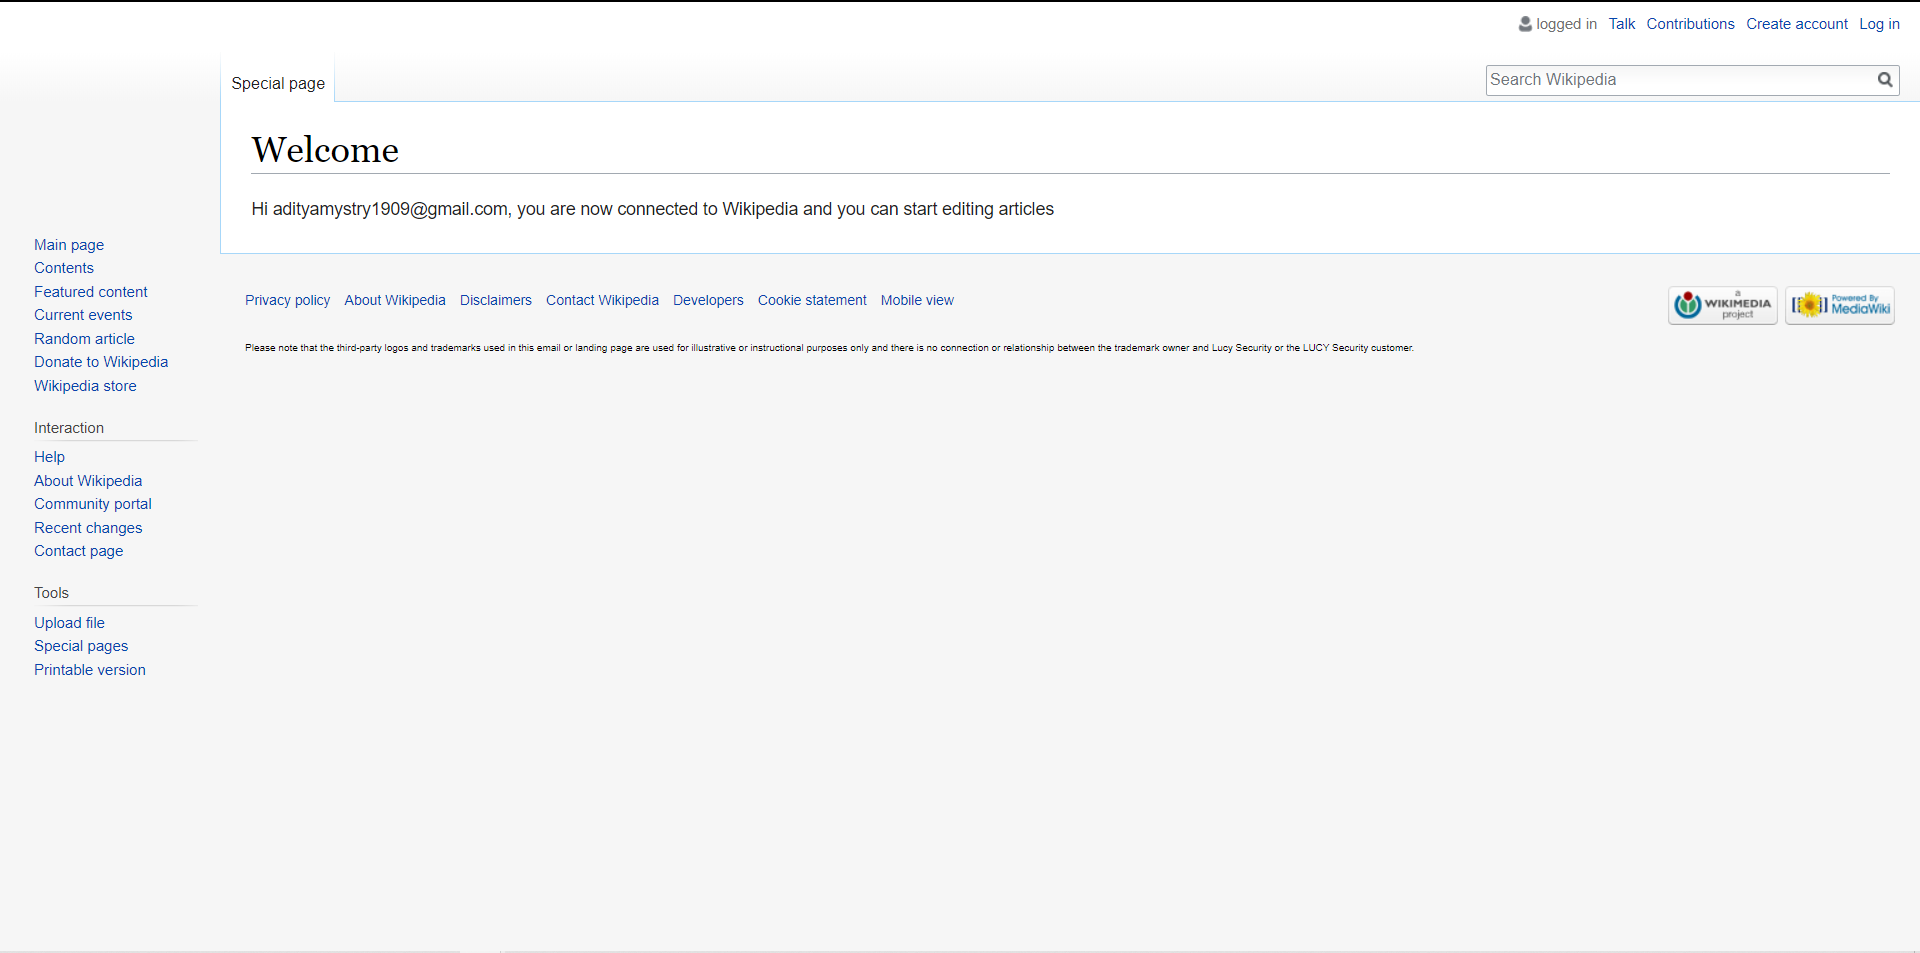 logged in Talk Contributions Create account Log in
Special page
Search Wikipedia
Welcome
Hi adityamystry1909@gmail.com, you are now connected to Wikipedia and you can start editing articles
Main page
Contents
Featured content
Current events
Random article
Donate to Wikipedia
Wikipedia store
Interaction
Help
About Wikipedia
Community portal
Recent changes
Contact page
Tools
Upload file
Special pages
Printable version
Privacy policy About Wikipedia Disclaimers Contact Wikipedia Developers Cookie statement Mobile view
a
WIKIMEDIA
project
Powered By
MediaWiki
Please note that the third-party logos and trademarks used in this email or landing page are used for illustrative or instructional purposes only and there is no connection or relationship between the trademark owner and Lucy Security or the LUCY Security customer.